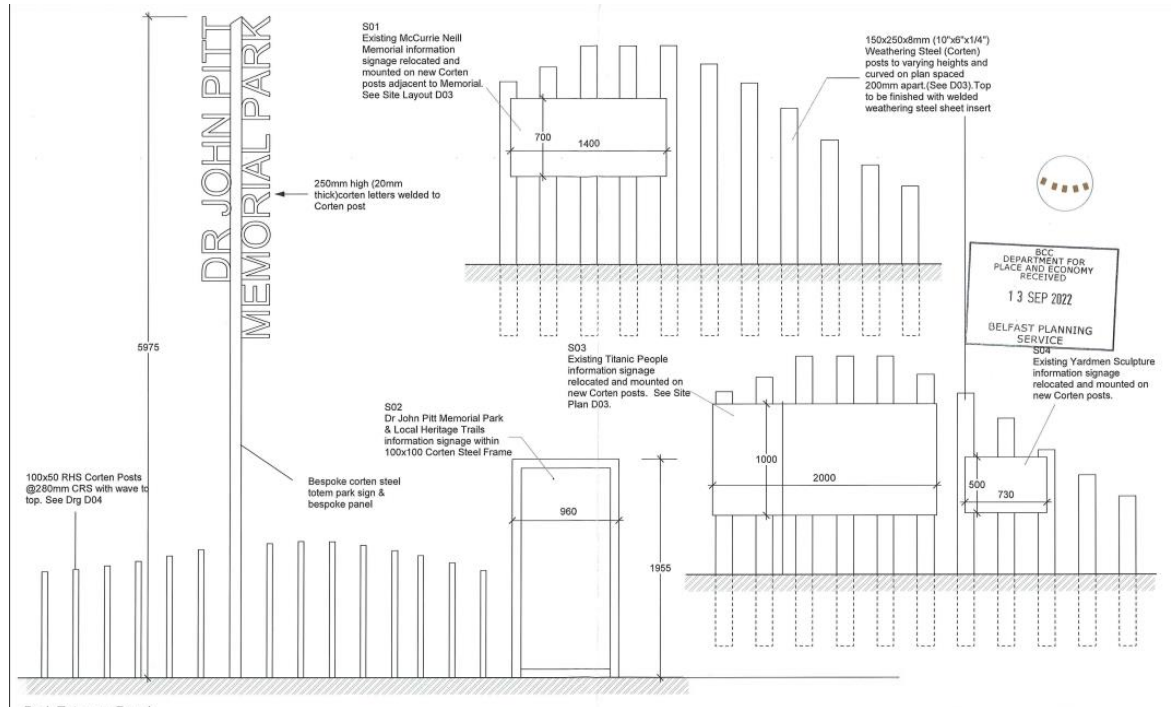 DR JOHN PITT
MEMORIAL PARK
S01
Existing McCurrie Neill
Memorial information
signage relocated and
mounted on new Corten
posts adjacent to Memorial.
See Site Layout D03
150x250x8mm (10"x6"x1/4")
Weathering Steel (Corten)
posts to varying heights and
curved on plan spaced
200mm apart.(See D03).Top
to be finished with welded
weathering steel sheet insert
700
1400
250mm high (20mm
thick)corten letters welded to
Corten post
BCC
DEPARTMENT FOR
PLACE AND ECONOMY
RECEIVED
13 SEP 2022
BELFAST PLANNING
SERVICE
5975
S03
Existing Titanic People
information signage
relocated and mounted on
new Corten posts. See Site
Plan D03.
S04
Existing Yardmen Sculpture
information signage
relocated and mounted on
new Corten posts.
S02
Dr John Pitt Memorial Park
& Local Heritage Trails
information signage within
100x100 Corten Steel Frame
1000
2000
500
730
100x50 RHS Corten Posts
@280mm CRS with wave to
top. See Drg D04
Bespoke corten steel
totem park sign &
bespoke panel
960
1955